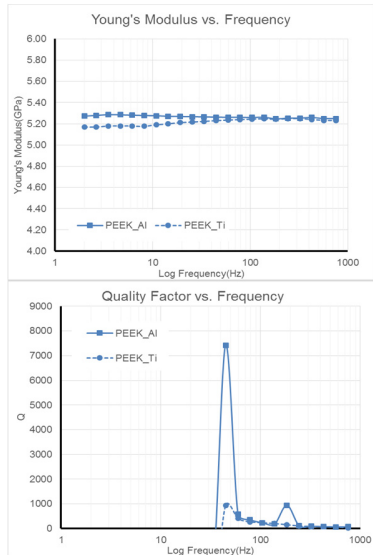 Young's Modulus vs. Frequency
6.00
5.80
5.60
5.40
5.20
5.00
4.80
4.60
4.40
4.20
4.00
Young's Modulus(GPa)
PEEK_Al PEEK_Ti
1 10 100 1000
Log Frequency(Hz)
Quality Factor vs. Frequency
9000
8000
7000
6000
5000
4000
3000
2000
1000
0
Q
PEEK_Al
PEEK_Ti
1 10 100 1000
Log Frequency(Hz)